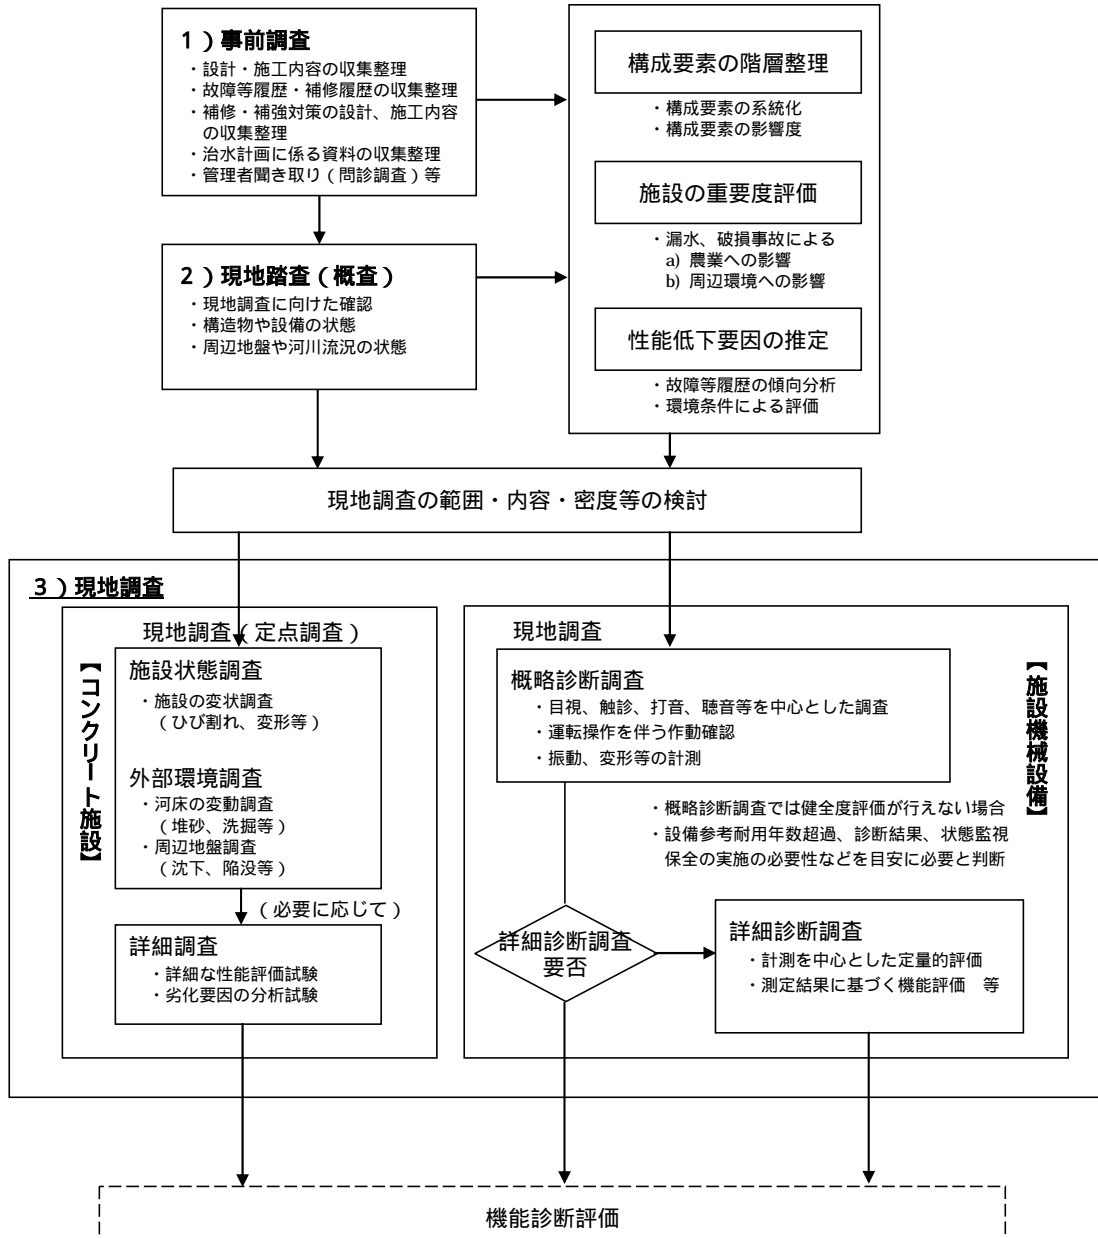 １）事前調査
・設計・施工内容の収集整理
・故障等履歴・補修履歴の収集整理
・補修・補強対策の設計、施工内容
の収集整理
・治水計画に係る資料の収集整理
・管理者聞き取り（問診調査）等
２）現地踏査（概査）
・現地調査に向けた確認
・構造物や設備の状態
・周辺地盤や河川流況の状態
構成要素の階層整理
・構成要素の系統化
・構成要素の影響度
施設の重要度評価
・漏水、破損事故による
a) 農業への影響
b) 周辺環境への影響
性能低下要因の推定
・故障等履歴の傾向分析
・環境条件による評価
現地調査の範囲・内容・密度等の検討
３）現地調査
【コンクリート施設】
現地調査（定点調査）
施設状態調査
・施設の変状調査
（ひび割れ、変形等）
外部環境調査
・河床の変動調査
（堆砂、洗掘等）
・周辺地盤調査
（沈下、陥没等）
（必要に応じて）
詳細調査
・詳細な性能評価試験
・劣化要因の分析試験
【施設機械設備】
現地調査
概略診断調査
・目視、触診、打音、聴音等を中心とした調査
・運転操作を伴う作動確認
・振動、変形等の計測
・概略診断調査では健全度評価が行えない場合
・設備参考耐用年数超過、診断結果、状態監視
保全の実施の必要性などを目安に必要と判断
詳細診断調査
要否
詳細診断調査
・計測を中心とした定量的評価
・測定結果に基づく機能評価　等
機能診断評価